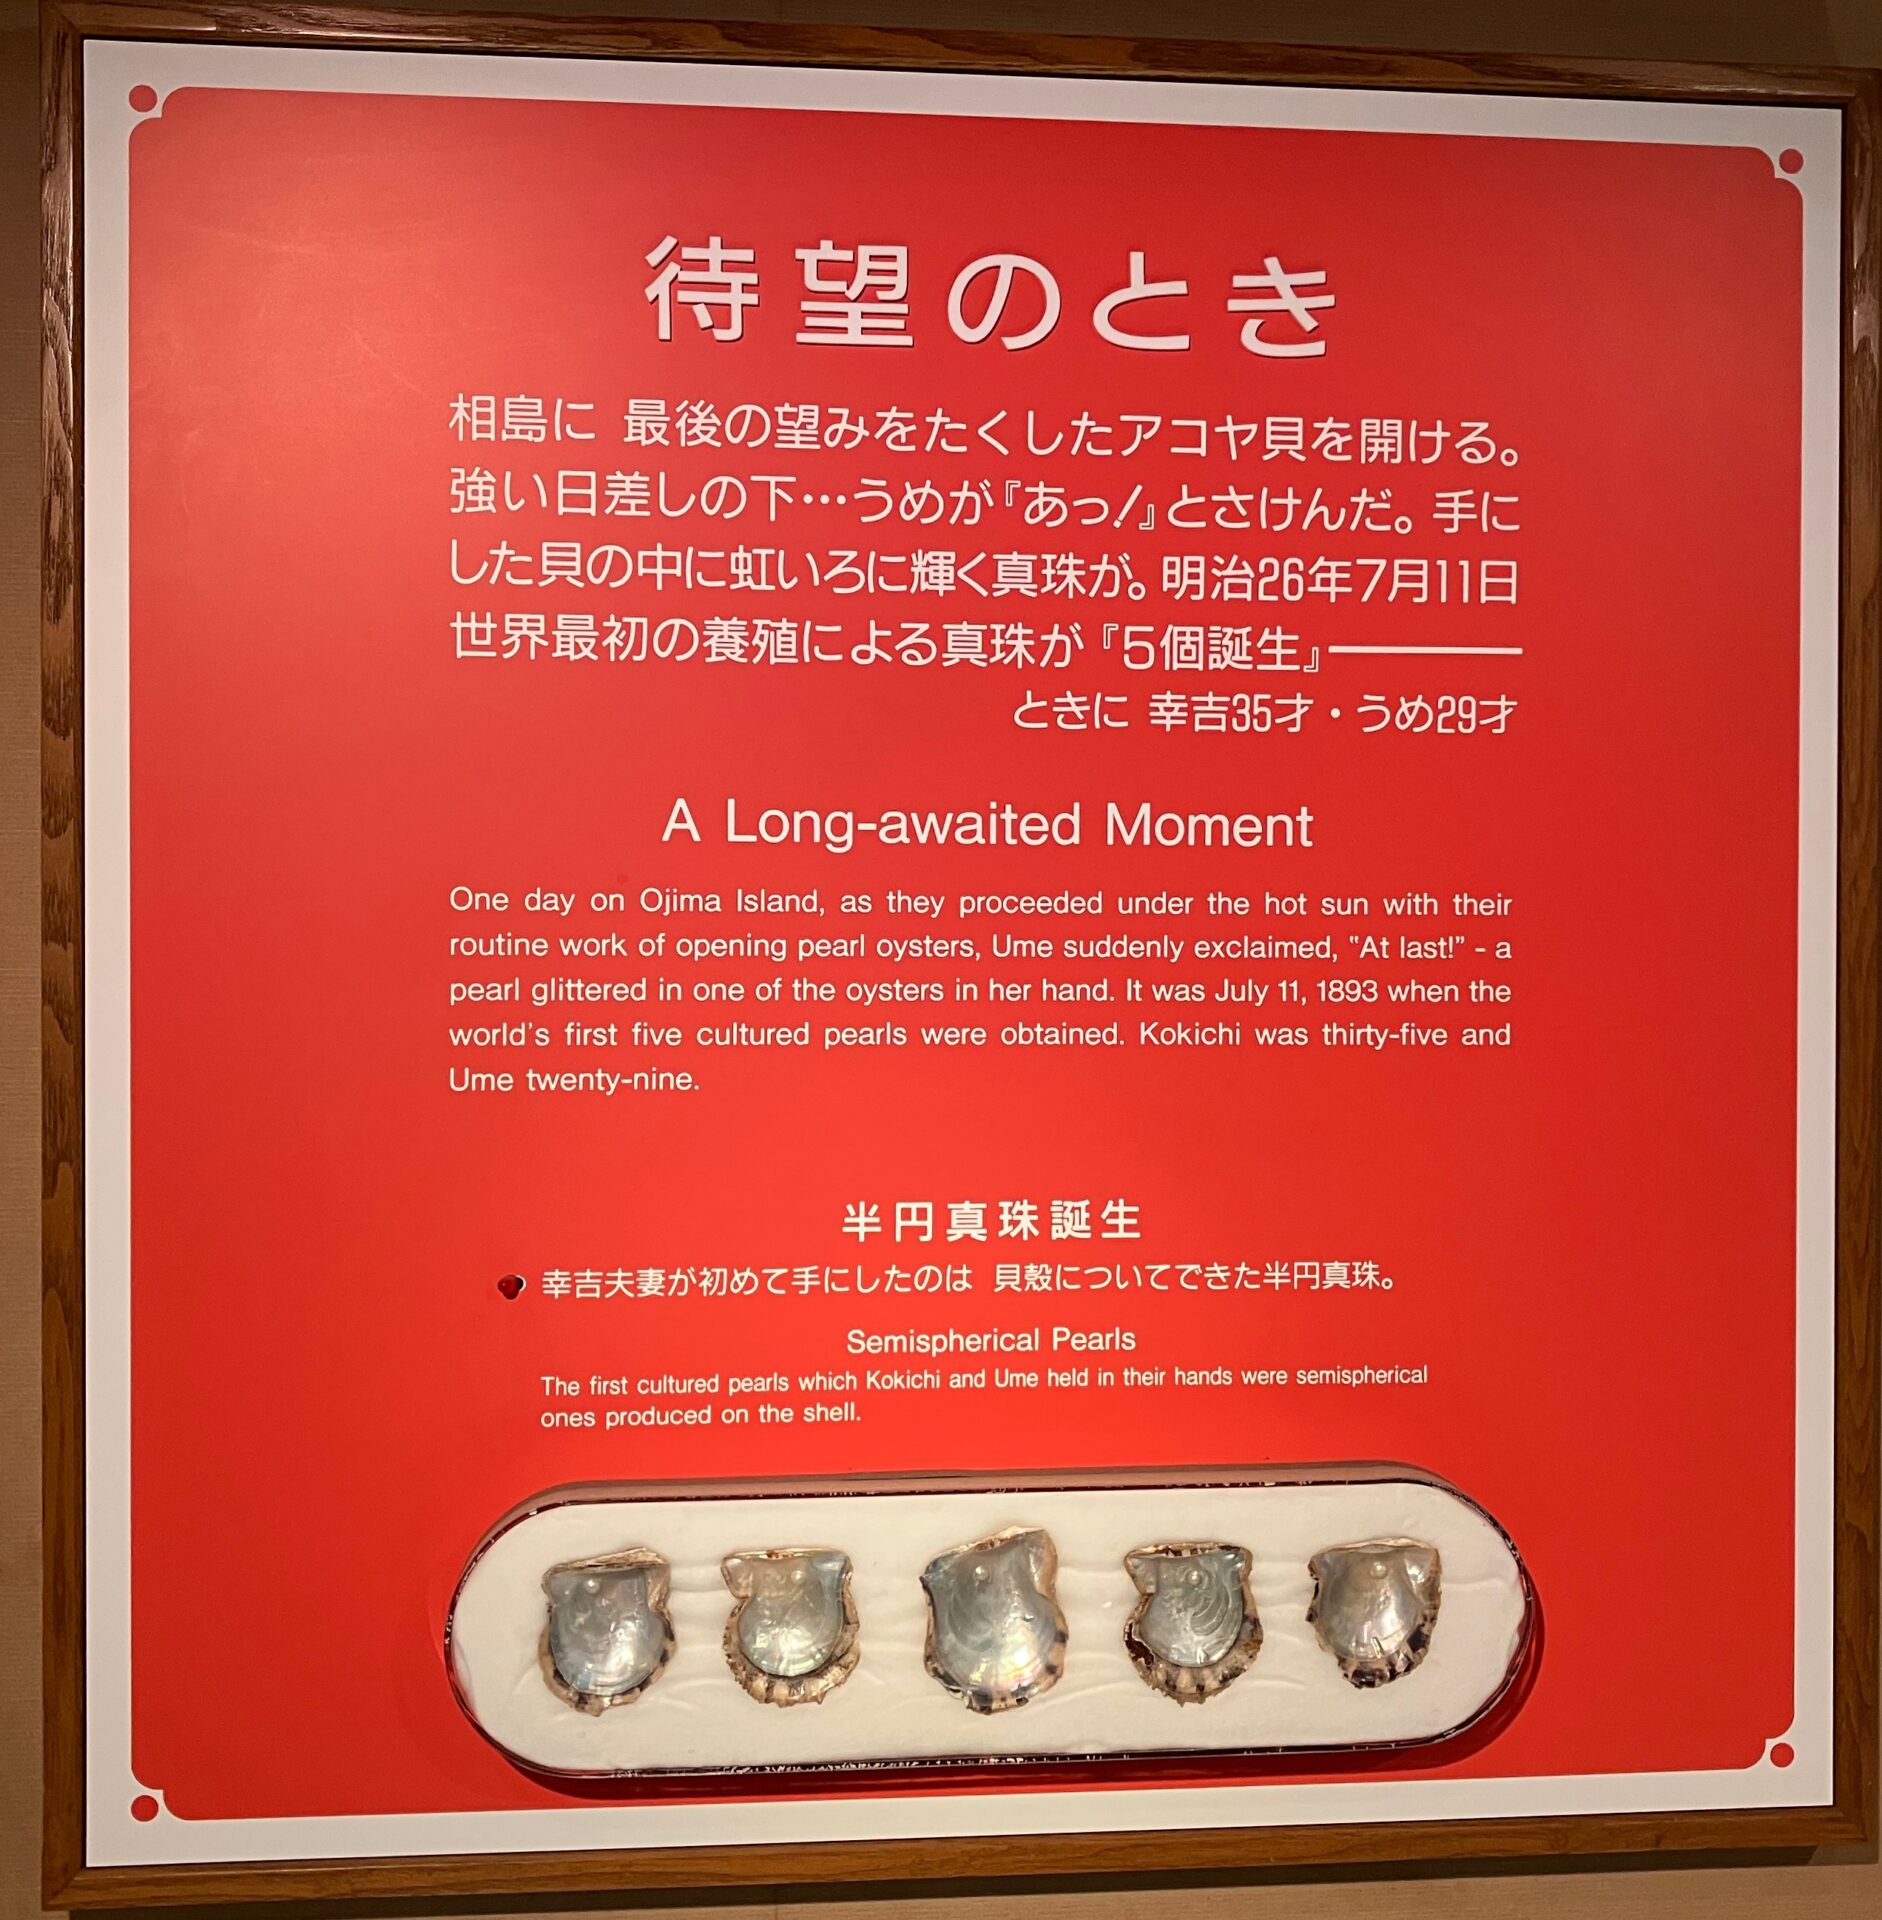 待望のとき
相島に 最後の望みをたくしたアコヤ貝を開ける。
強い日差しの下…うめが『あっ!』とさけんだ。手に
した貝の中に虹いろに輝く真珠が。明治26年7月11日
世界最初の養殖による真珠が『5個誕生』————
ときに 幸吉35才・うめ29才
A Long-awaited Moment
One day on Ojima Island, as they proceeded under the hot sun with their
routine work of opening pearl oysters, Ume suddenly exclaimed, "At last!" - a
pearl glittered in one of the oysters in her hand. It was July 11, 1893 when the
world's first five cultured pearls were obtained. Kokichi was thirty-five and
Ume twenty-nine.
半円真珠誕生
幸吉夫妻が初めて手にしたのは 貝殻についてできた半円真珠。
Semispherical Pearls
The first cultured pearls which Kokichi and Ume held in their hands were semispherical
ones produced on the shell.